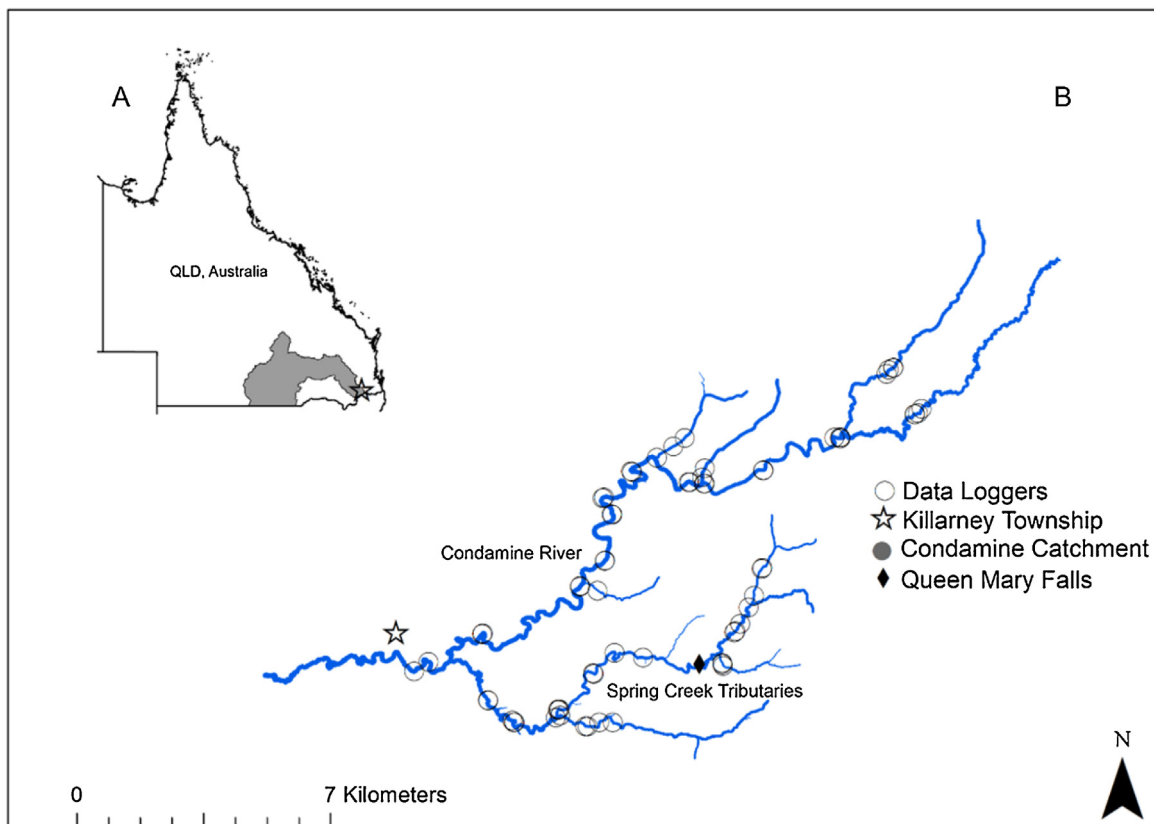 A
B
QLD, Australia
Data Loggers
Killarney Township
Condamine Catchment
Queen Mary Falls
Condamine River
Spring Creek Tributaries
N
0 7 Kilometers